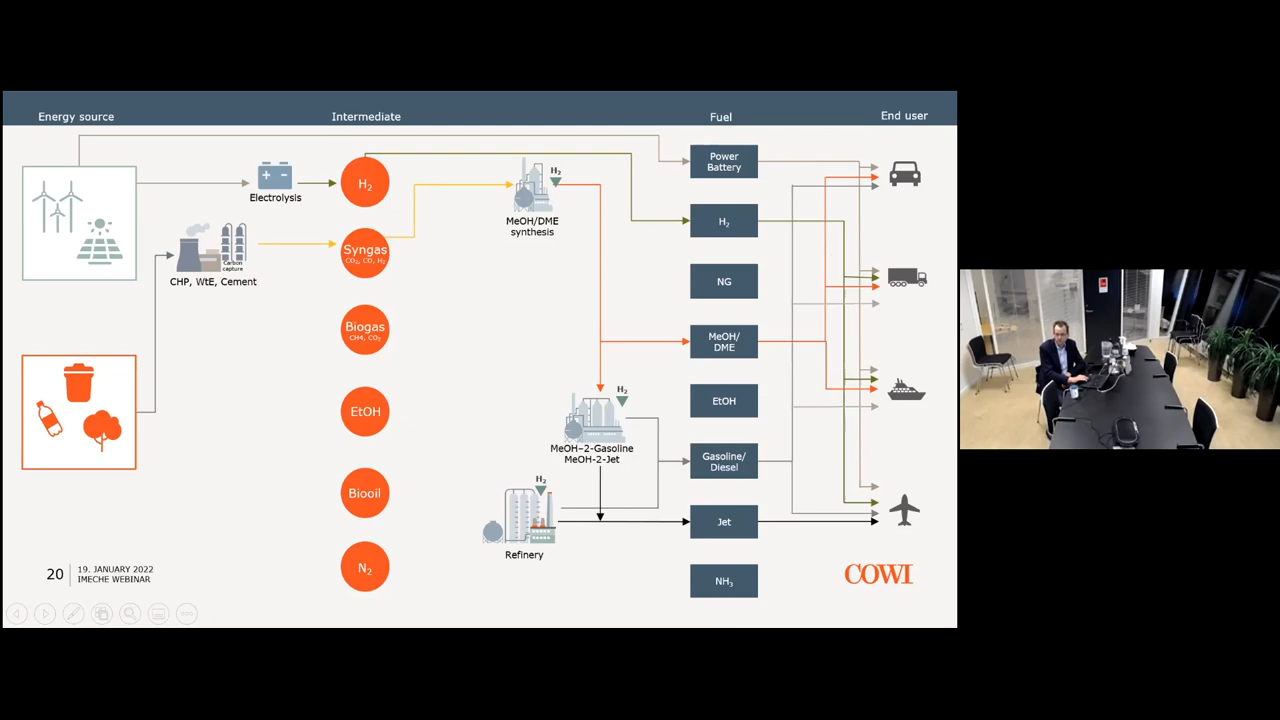 Energy source
Intermediate
Fuel
End user
Electrolysis
Carbon
capture
CHP, WtE, Cement
H₂
Syngas
CO₂, CO, H₂
Biogas
CH4, CO₂
EtOH
Biooil
N₂
H₂
MeOH/DME
synthesis
H₂
MeOH–2-Gasoline
MeOH-2-Jet
H₂
Refinery
Power
Battery
H₂
NG
MeOH/
DME
EtOH
Gasoline/
Diesel
Jet
NH₃
20
19. JANUARY 2022
IMECHE WEBINAR
COWI